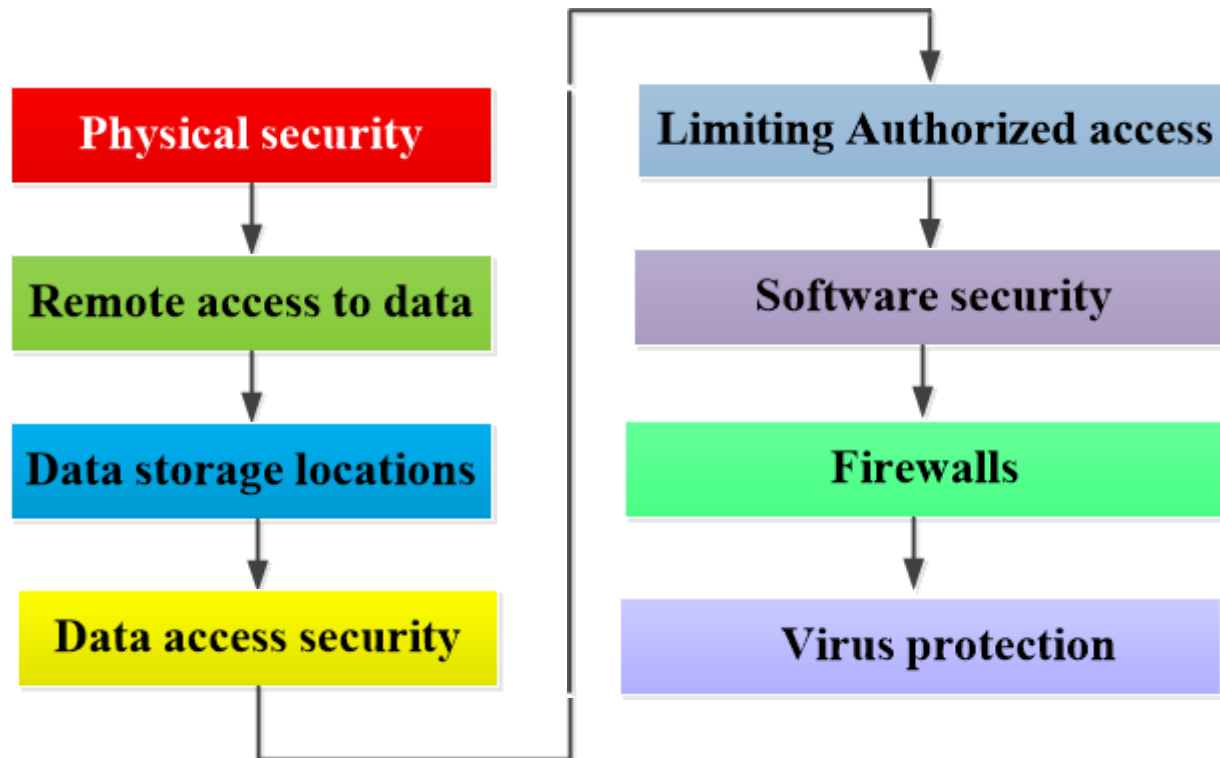 Physical security
Remote access to data
Data storage locations
Data access security
Limiting Authorized access
Software security
Firewalls
Virus protection